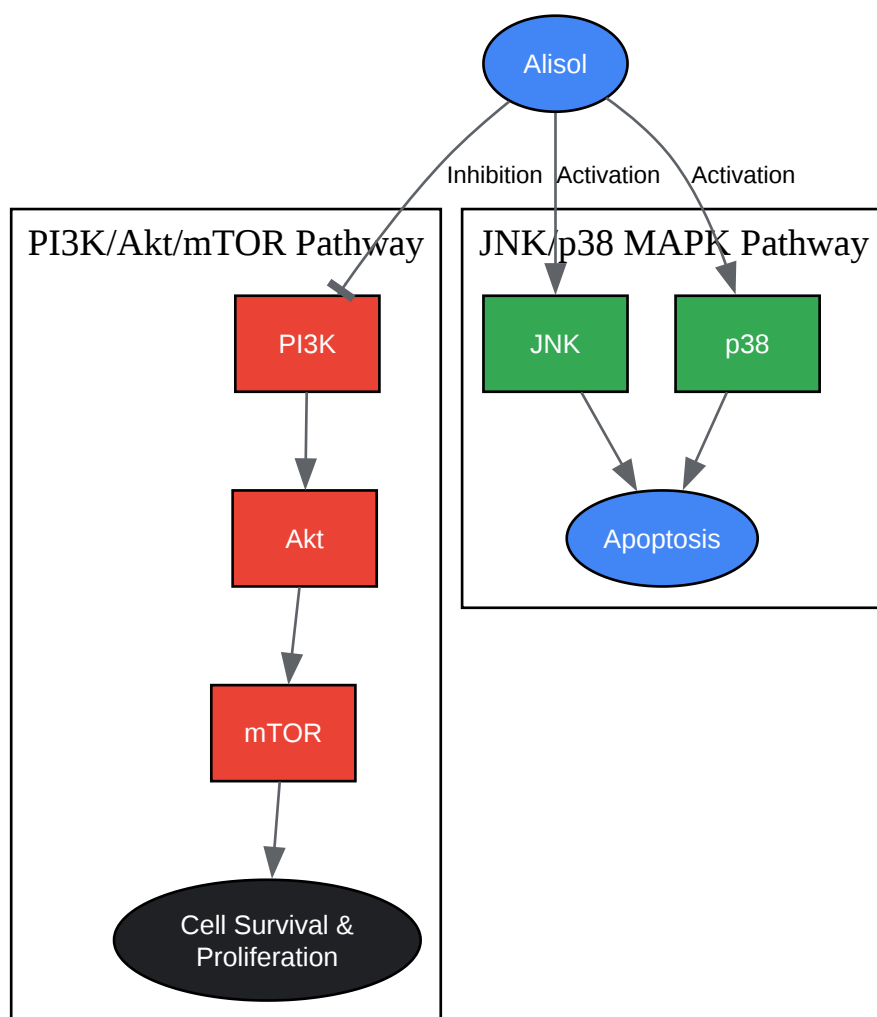 Alisol
Inhibition
Activation
Activation
PI3K/Akt/mTOR Pathway
JNK/p38 MAPK Pathway
PI3K
JNK
p38
Akt
Apoptosis
mTOR
Cell Survival &
Proliferation